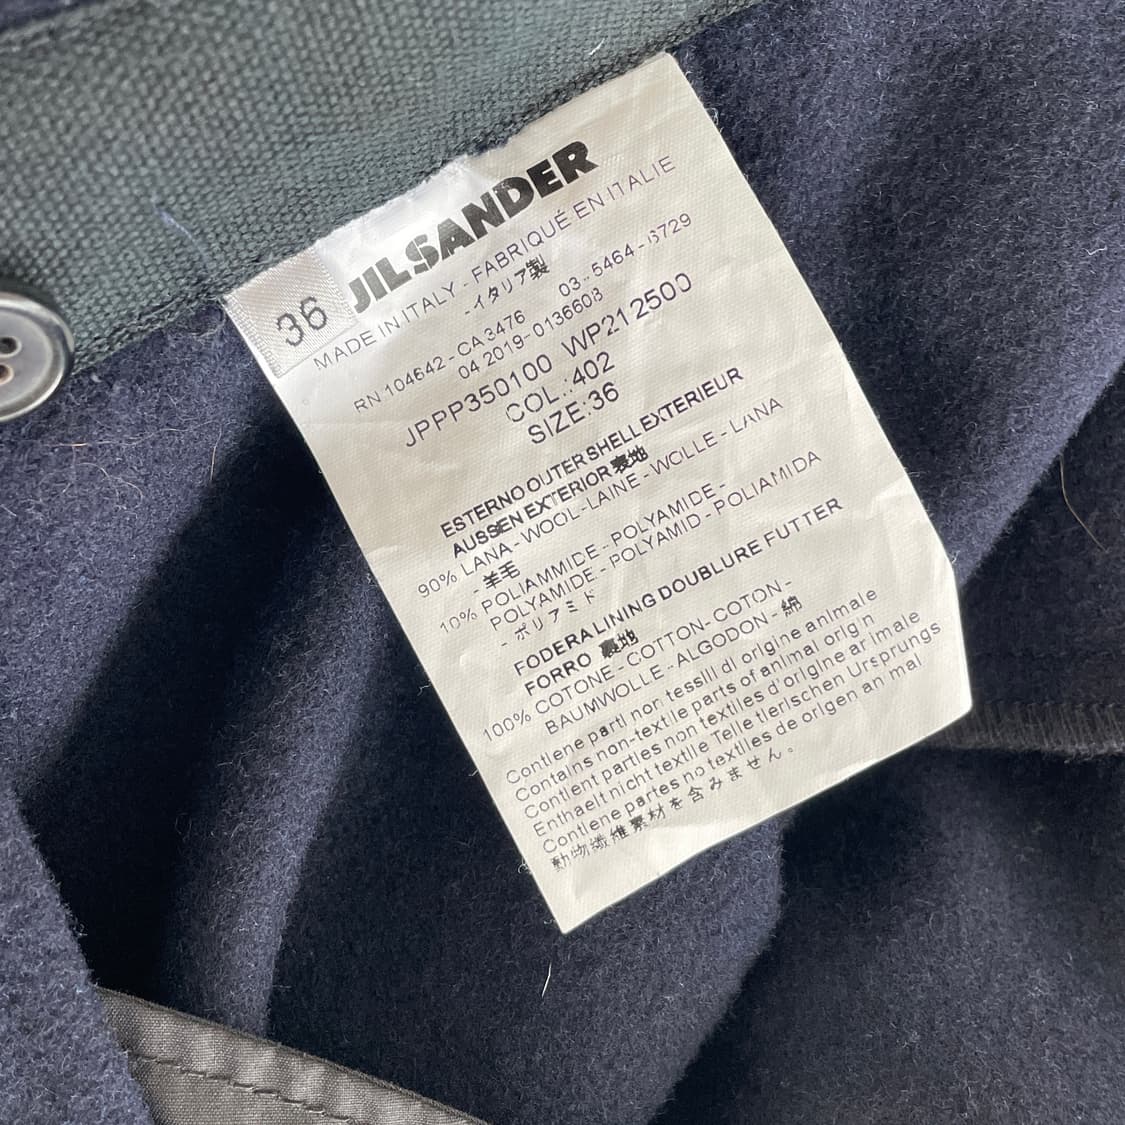 JILSANDER
36
MADE IN ITALY - FABRIQUÉ EN ITALIE
- イタリア製
RN 104642 - CA 3476 03 - 5464 - 6729
04 2019-0136608
JPPP350100 WP212500
COL.:402
SIZE:36
ESTERNO.OUTER SHELL EXTERIEUR
AUSSEN EXTERIOR 裏地
90% LANA - WOOL - LAINE - WOLLE - LANA
- 羊毛
10% POLIAMMIDE - POLYAMIDE -
POLYAMIDE - POLYAMID - POLIAMIDA
- ポリアミド
FODERA LINING DOUBLURE FUTTER
FORRO 裏地
100% COTONE - COTTON - COTON -
BAUMWOLLE - ALGODON - 綿
Contiene parti non tessili di origine animale
Contains non-textile parts of animal origin
Contient parties non textiles d'origine animale
Enthaelt nicht textile Teile tierischen Ursprungs
Contiene partes no textiles de origen animal
動物繊維素材を含みません。